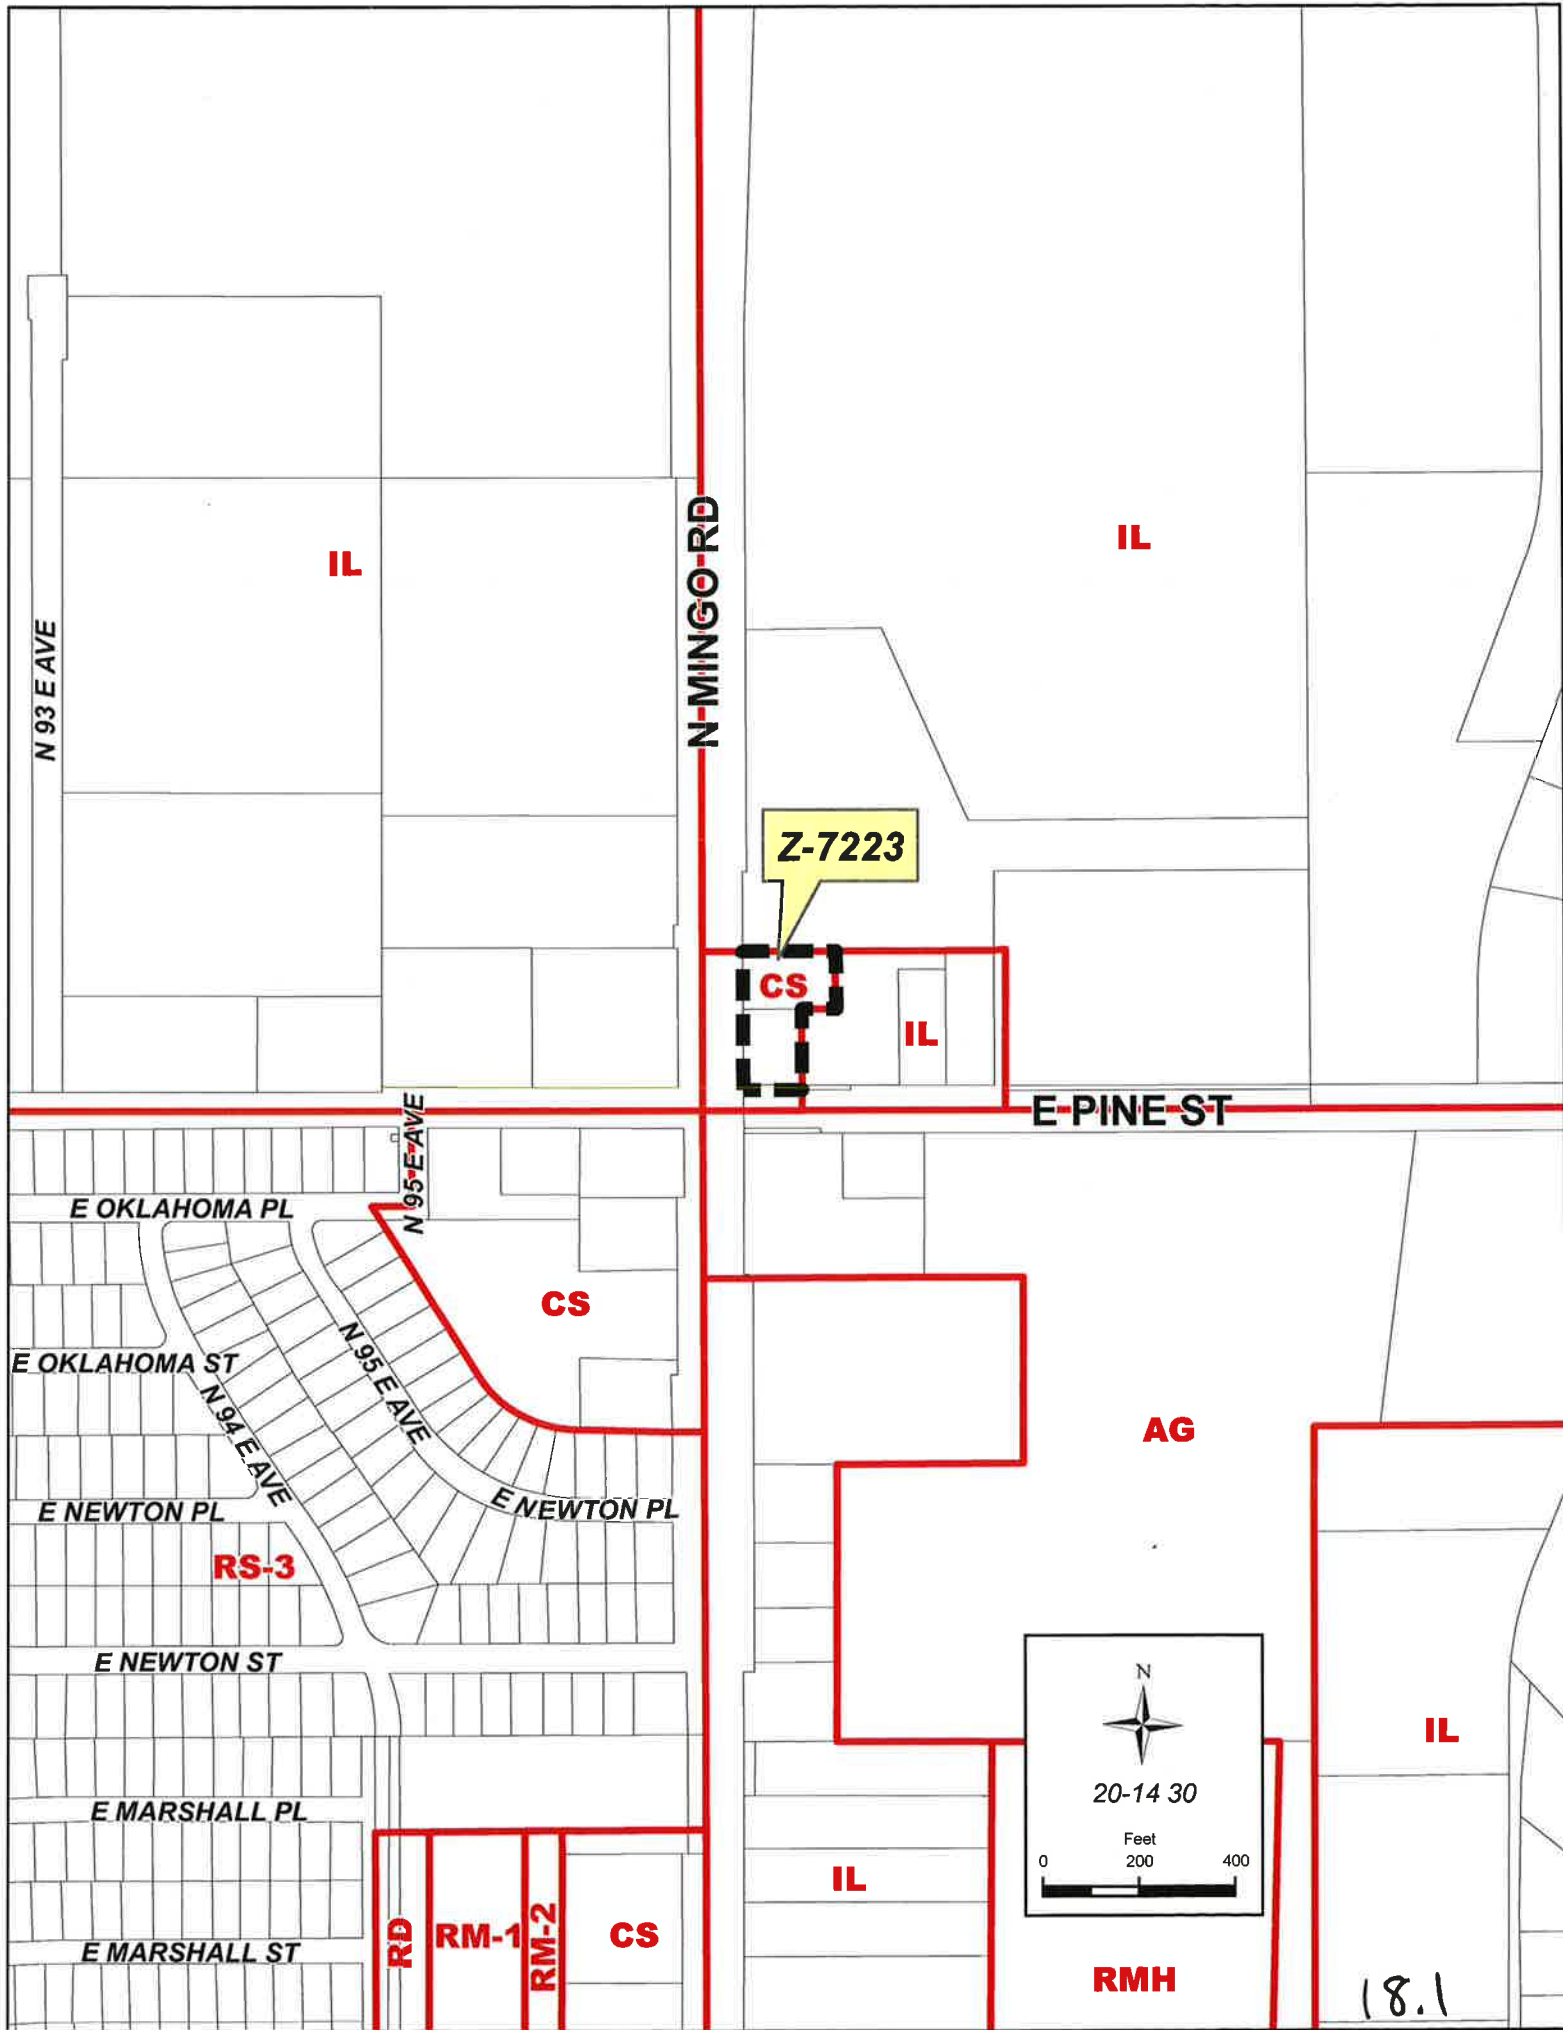 IL
IL
N MINGO RD
N 93 E AVE
Z-7223
CS
IL
E PINE ST
N 95 E AVE
E OKLAHOMA PL
CS
N 95 E AVE
E OKLAHOMA ST
N 94 E AVE
AG
E NEWTON PL
E NEWTON PL
RS-3
E NEWTON ST
N
20-14 30
Feet
0 200 400
IL
E MARSHALL PL
IL
RD
RM-1
RM-2
CS
E MARSHALL ST
RMH
18.1